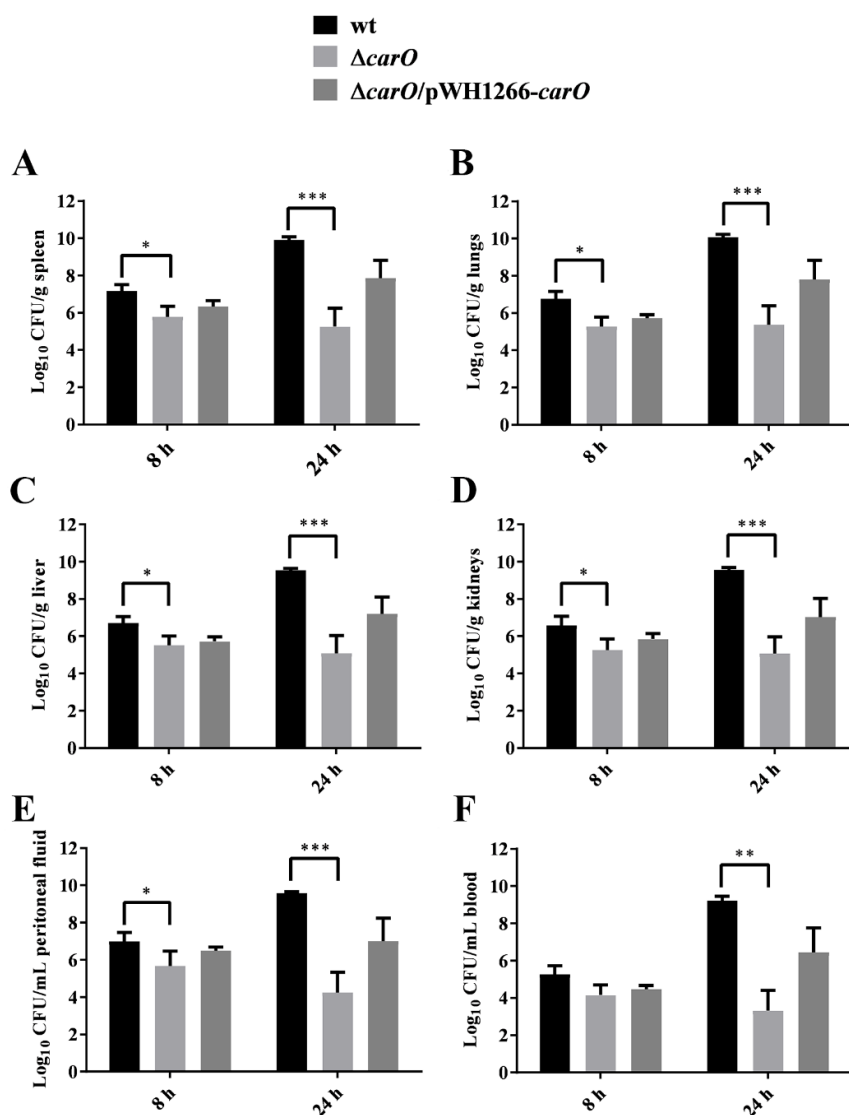 wt
ΔcarO
ΔcarO/pWH1266-carO
A
B
12
10
8
6
4
2
0
Log10 CFU/g spleen
*
***
8 h
24 h
12
10
8
6
4
2
0
Log10 CFU/g lungs
*
***
8 h
24 h
C
D
12
10
8
6
4
2
0
Log10 CFU/g liver
*
***
8 h
24 h
12
10
8
6
4
2
0
Log10 CFU/g kidneys
*
***
8 h
24 h
E
F
12
10
8
6
4
2
0
Log10 CFU/mL peritoneal fluid
*
***
8 h
24 h
12
10
8
6
4
2
0
Log10 CFU/mL blood
**
8 h
24 h